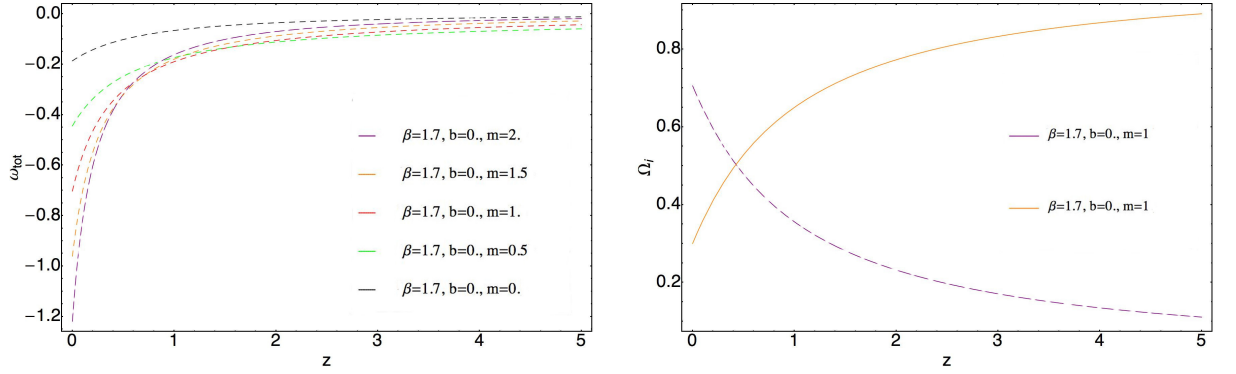 0.0
−0.2
−0.4
−0.6
−0.8
−1.0
−1.2
ωtot
β=1.7, b=0., m=2.
β=1.7, b=0., m=1.5
β=1.7, b=0., m=1.
β=1.7, b=0., m=0.5
β=1.7, b=0., m=0.
0 1 2 3 4 5
z
0.8
0.6
0.4
0.2
Ωi
β=1.7, b=0., m=1
β=1.7, b=0., m=1
0 1 2 3 4 5
z